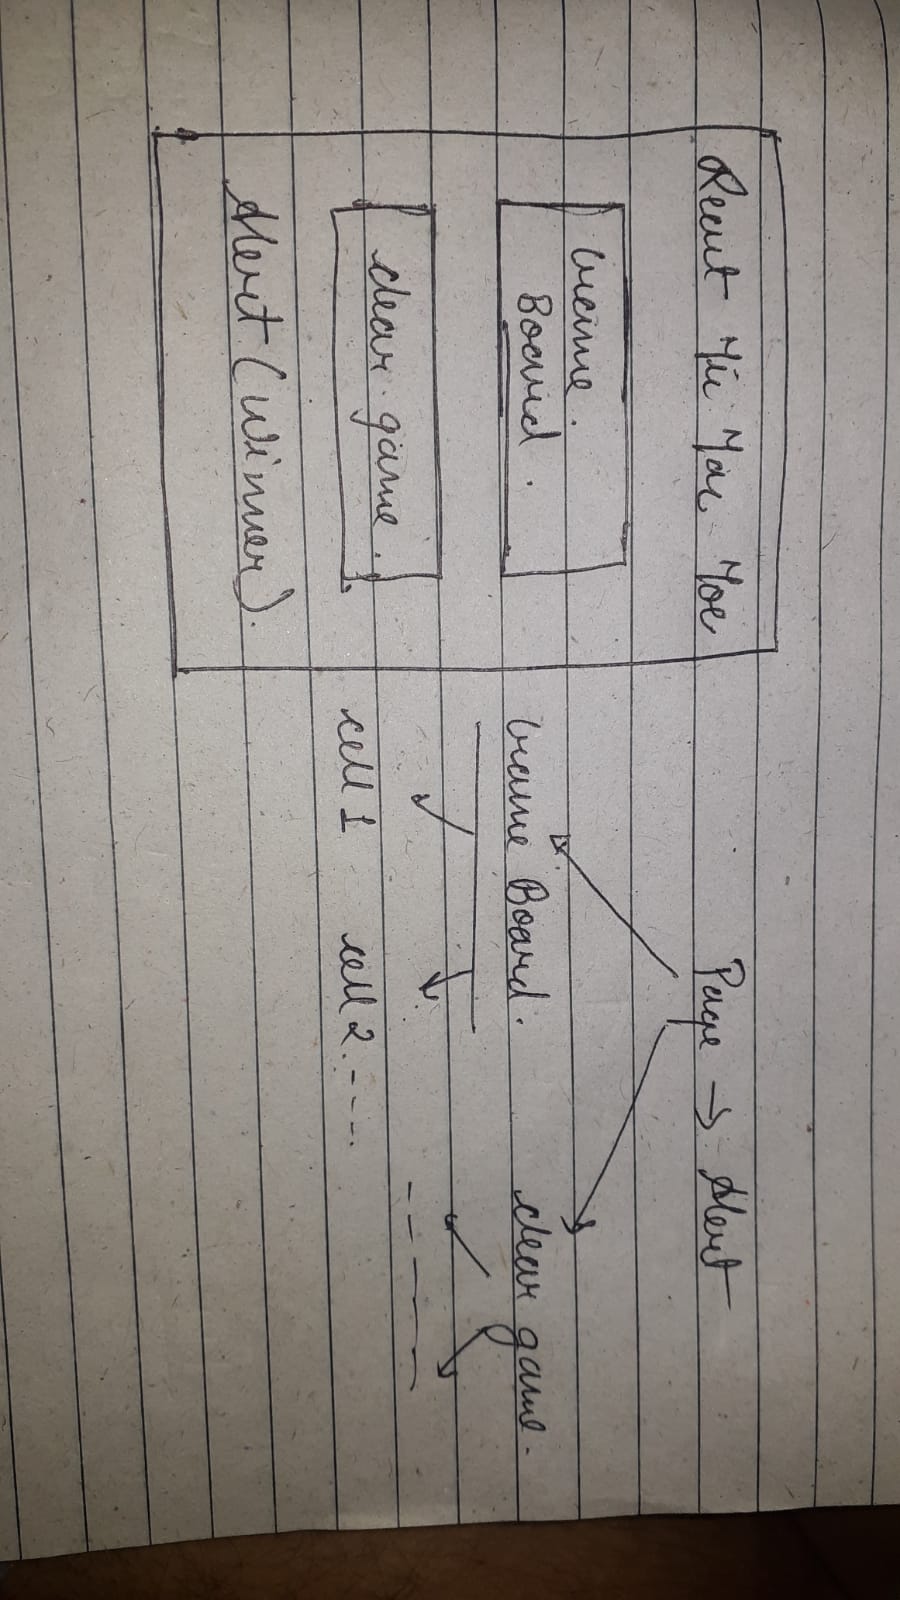 React Tic Tac Toe
Game
Board.
clear game.
Alert (Winner).
Page → Alert
Game Board. clear game.
cell 1 cell 2 - - -